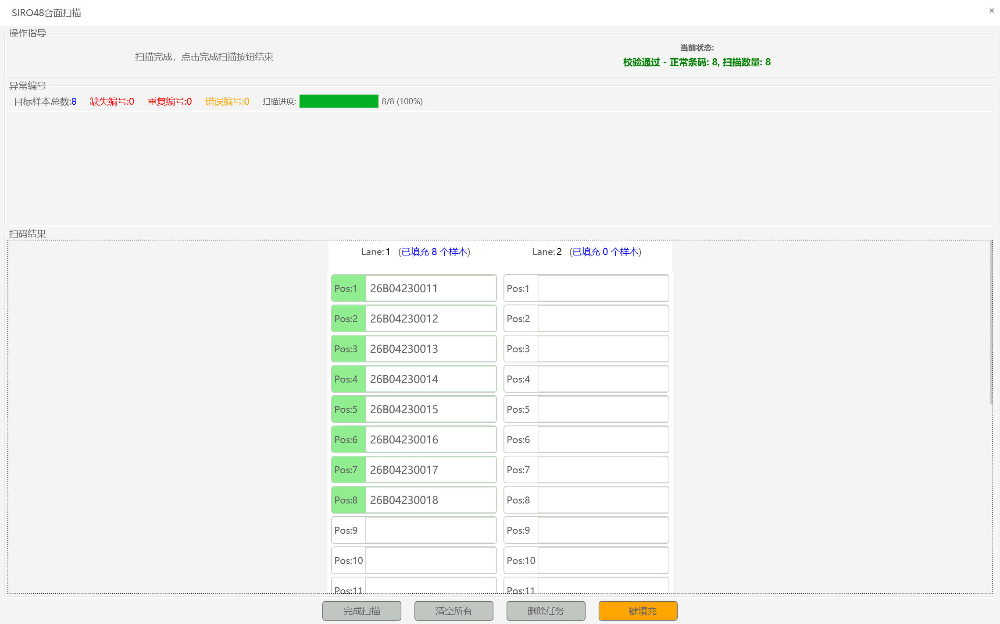 SIRO48台面扫描
×
操作指导
扫描完成，点击完成扫描按钮结束
当前状态:
校验通过 - 正常条码: 8, 扫描数量: 8
异常编号
目标样本总数:8 缺失编号:0 重复编号:0 错误编号:0 扫描进度: 8/8 (100%)
扫码结果
Lane:1 (已填充 8 个样本) Lane:2 (已填充 0 个样本)
Pos:1 26B04230011 Pos:1
Pos:2 26B04230012 Pos:2
Pos:3 26B04230013 Pos:3
Pos:4 26B04230014 Pos:4
Pos:5 26B04230015 Pos:5
Pos:6 26B04230016 Pos:6
Pos:7 26B04230017 Pos:7
Pos:8 26B04230018 Pos:8
Pos:9 Pos:9
Pos:10 Pos:10
Pos:11 Pos:11
完成扫描 清空所有 删除任务 一键填充